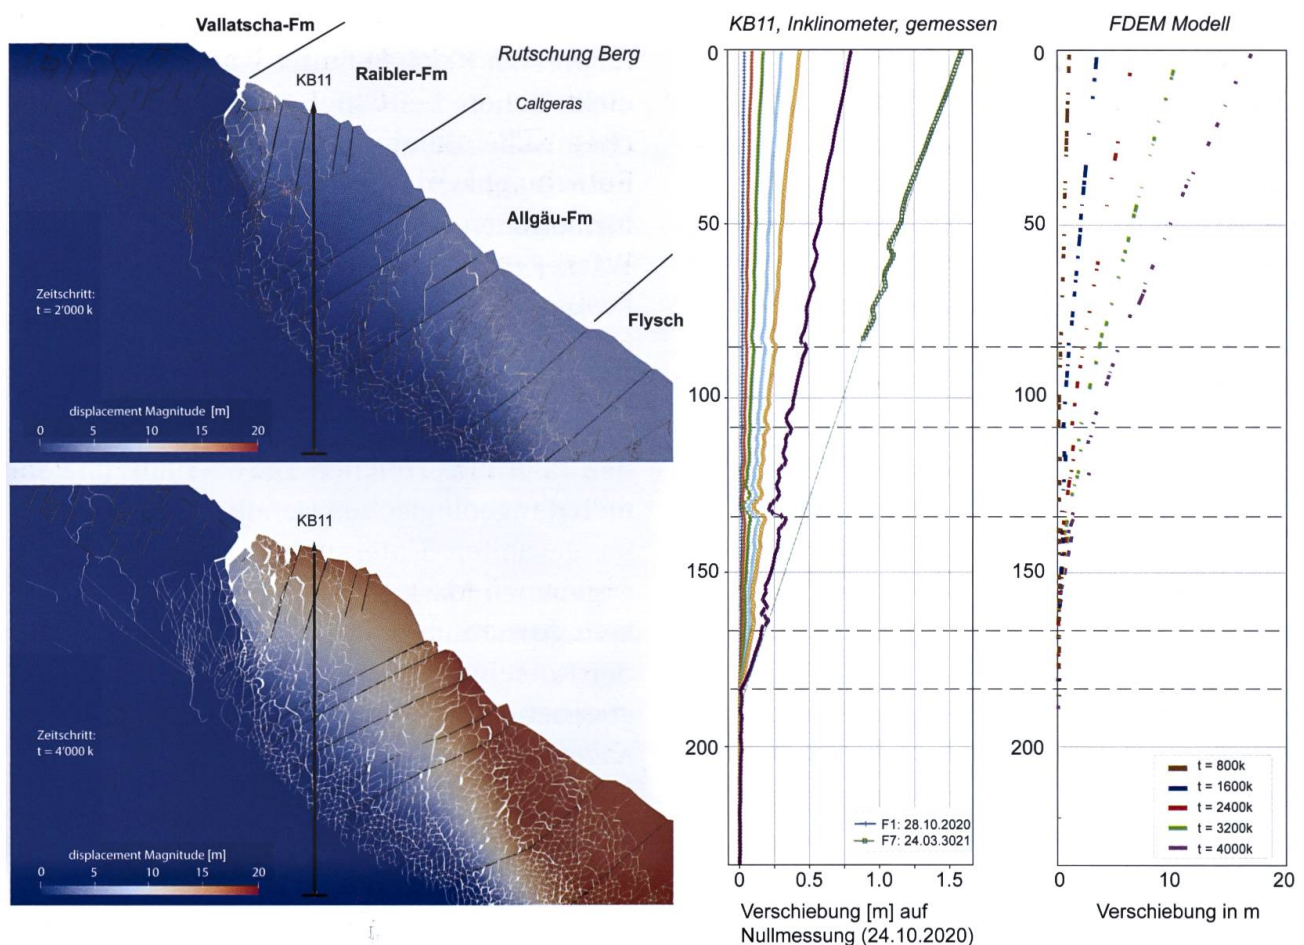 Vallatscha-Fm
Rutschung Berg
KB11
Raibler-Fm
Caltgeras
Allgäu-Fm
Flysch
Zeitschritt:
t = 2'000 k
displacement Magnitude [m]
0 5 10 15 20
KB11
Zeitschritt:
t = 4'000 k
displacement Magnitude [m]
0 5 10 15 20
KB11, Inklinometer, gemessen
0
50
100
150
200
F1: 28.10.2020
F7: 24.03.3021
0 0.5 1.0 1.5
Verschiebung [m] auf
Nullmessung (24.10.2020)
FDEM Modell
0
50
100
150
200
t = 800k
t = 1600k
t = 2400k
t = 3200k
t = 4000k
0 10 20
Verschiebung in m